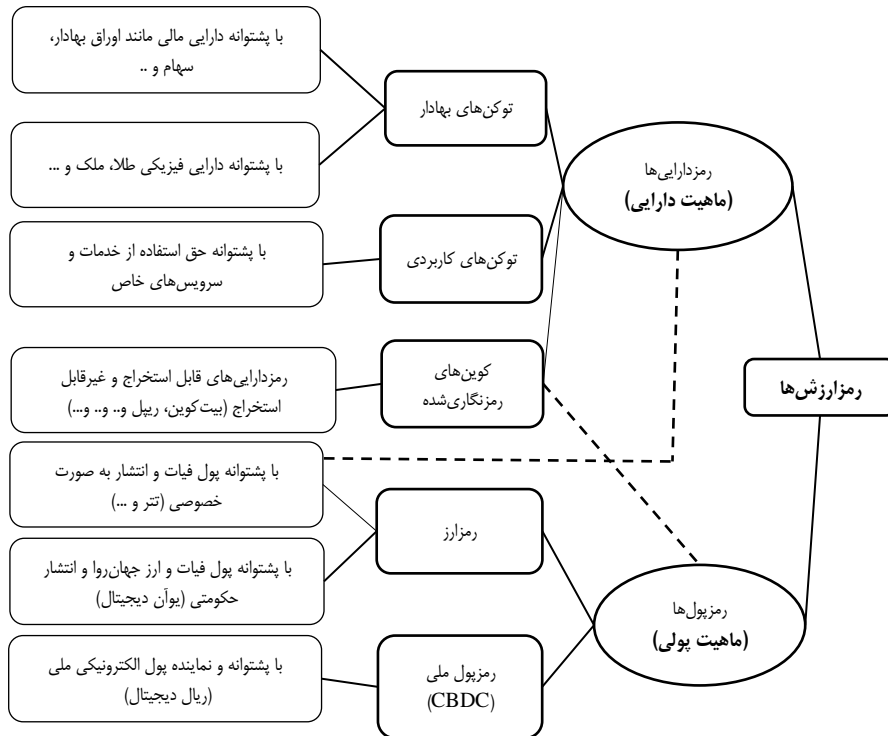 رمزارزش‌ها
رمزدارایی‌ها
(ماهیت دارایی)
توکن‌های بهادار
با پشتوانه دارایی مالی مانند اوراق بهادار،
سهام و ..
با پشتوانه دارایی فیزیکی طلا، ملک و ...
توکن‌های کاربردی
با پشتوانه حق استفاده از خدمات و
سرویس‌های خاص
کوین‌های
رمزنگاری‌شده
رمزدارایی‌های قابل استخراج و غیرقابل
استخراج (بیت‌کوین، ریپل و.. و.. و...)
رمزپول‌ها
(ماهیت پولی)
رمزارز
با پشتوانه پول فیات و انتشار به صورت
خصوصی (تتر و ...)
با پشتوانه پول فیات و ارز جهان‌روا و انتشار
حکومتی (یوآن دیجیتال)
رمزپول ملی
(CBDC)
با پشتوانه و نماینده پول الکترونیکی ملی
(ریال دیجیتال)